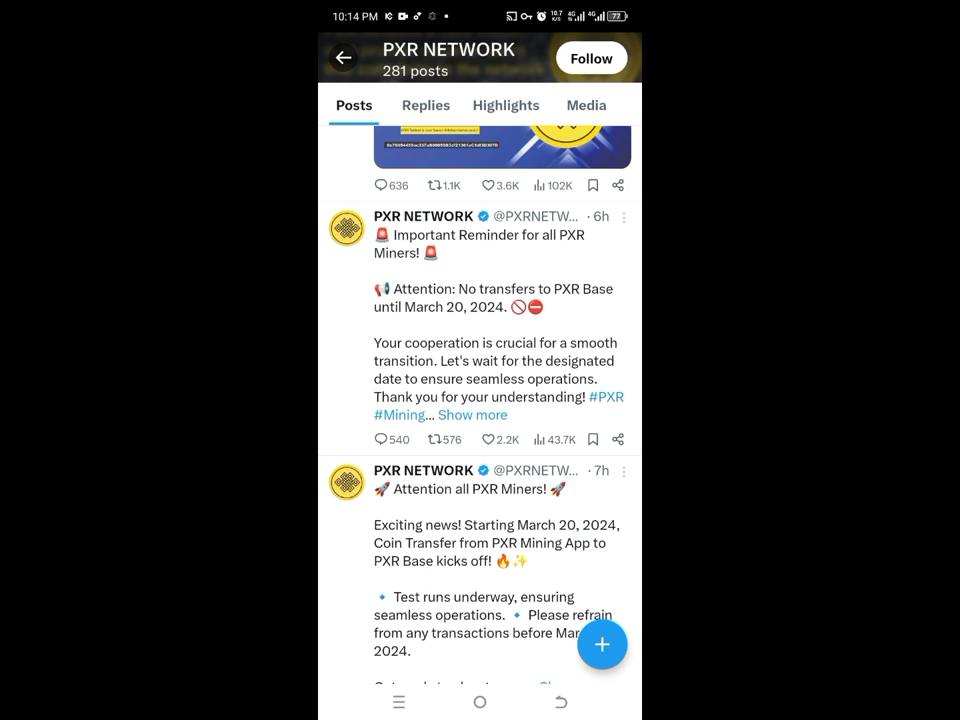 10:14 PM 10.7 K/S 4G 4G 77
PXR NETWORK
281 posts
Follow
Posts Replies Highlights Media
636 1.1K 3.6K 102K
PXR NETWORK @PXRNETW... · 6h
🚨 Important Reminder for all PXR
Miners! 🚨
📢 Attention: No transfers to PXR Base
until March 20, 2024. 🚫⛔
Your cooperation is crucial for a smooth
transition. Let's wait for the designated
date to ensure seamless operations.
Thank you for your understanding! #PXR
#Mining... Show more
540 576 2.2K 43.7K
PXR NETWORK @PXRNETW... · 7h
🚀 Attention all PXR Miners! 🚀
Exciting news! Starting March 20, 2024,
Coin Transfer from PXR Mining App to
PXR Base kicks off! 🔥✨
🔹 Test runs underway, ensuring
seamless operations. 🔹 Please refrain
from any transactions before Mar
2024.